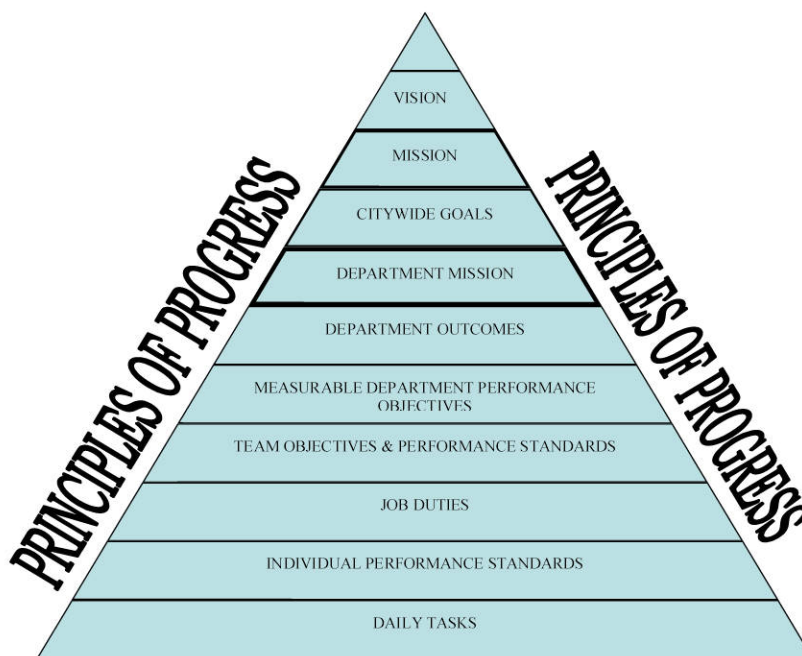 VISION
MISSION
CITYWIDE GOALS
DEPARTMENT MISSION
DEPARTMENT OUTCOMES
MEASURABLE DEPARTMENT PERFORMANCE
OBJECTIVES
TEAM OBJECTIVES & PERFORMANCE STANDARDS
JOB DUTIES
INDIVIDUAL PERFORMANCE STANDARDS
DAILY TASKS
PRINCIPLES OF PROGRESS
PRINCIPLES OF PROGRESS